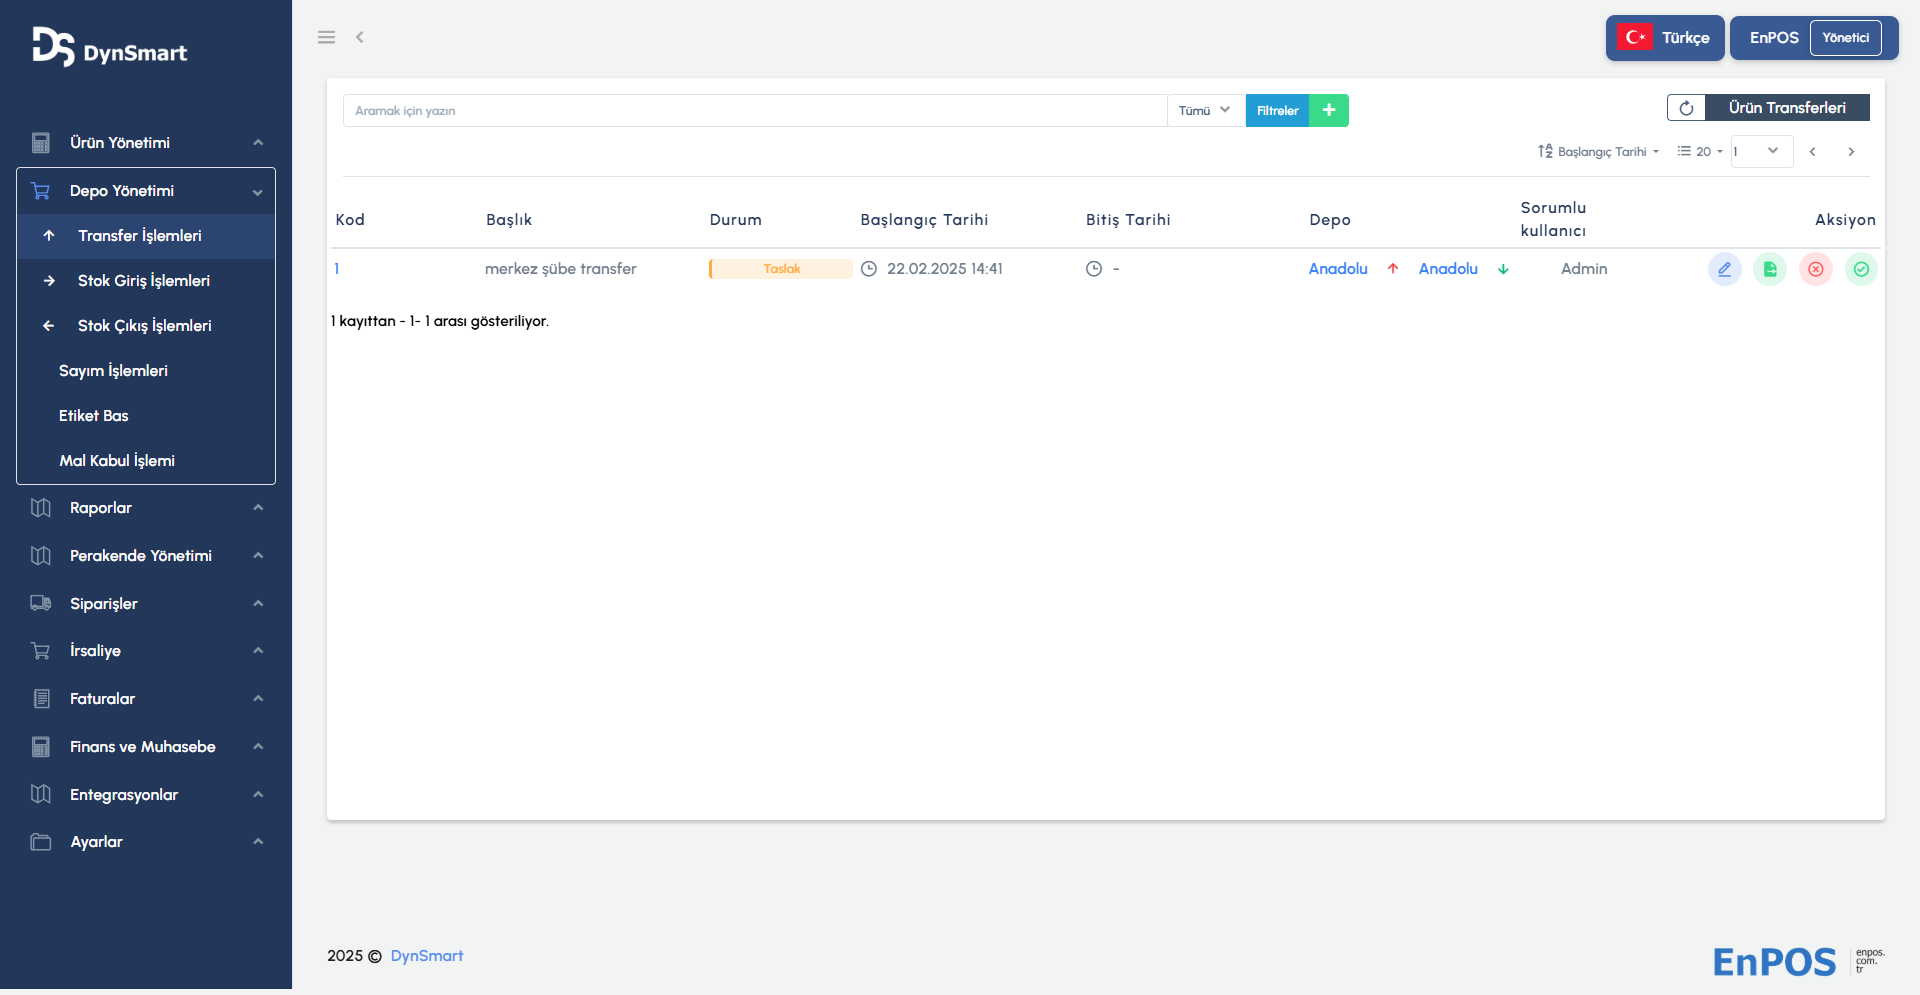 DS DynSmart
Ürün Yönetimi
Depo Yönetimi
Transfer İşlemleri
Stok Giriş İşlemleri
Stok Çıkış İşlemleri
Sayım İşlemleri
Etiket Bas
Mal Kabul İşlemi
Raporlar
Perakende Yönetimi
Siparişler
İrsaliye
Faturalar
Finans ve Muhasebe
Entegrasyonlar
Ayarlar
Türkçe
EnPOS Yönetici
Aramak için yazın Tümü Filtreler +
Ürün Transferleri
Başlangıç Tarihi 20 1
Kod Başlık Durum Başlangıç Tarihi Bitiş Tarihi Depo Sorumlu kullanıcı Aksiyon
1 merkez şübe transfer Taslak 22.02.2025 14:41 - Anadolu Anadolu Admin
1 kayıttan - 1- 1 arası gösteriliyor.
2025 © DynSmart
EnPOS
enpos.
com.
tr